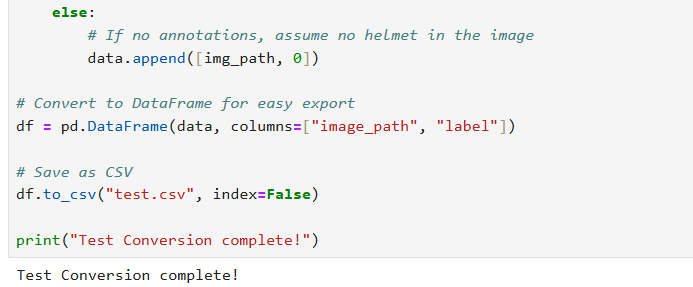 else:
# If no annotations, assume no helmet in the image
data.append([img_path, 0])
# Convert to DataFrame for easy export
df = pd.DataFrame(data, columns=["image_path", "label"])
# Save as CSV
df.to_csv("test.csv", index=False)
print("Test Conversion complete!")
Test Conversion complete!